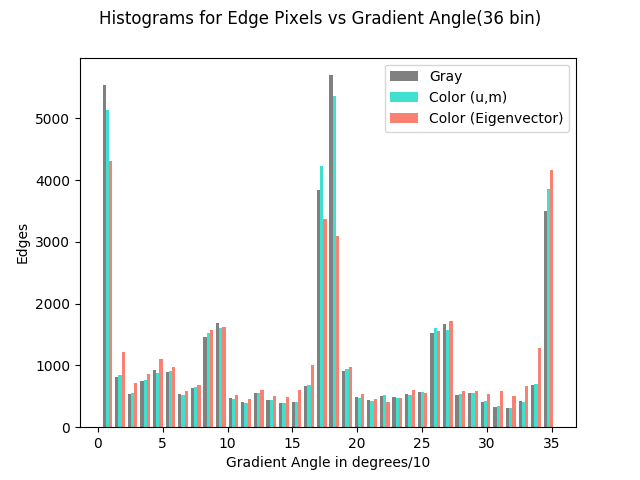 Histograms for Edge Pixels vs Gradient Angle(36 bin)
Gray
Color (u,m)
Color (Eigenvector)
5000
4000
3000
2000
1000
0
Edges
0 5 10 15 20 25 30 35
Gradient Angle in degrees/10